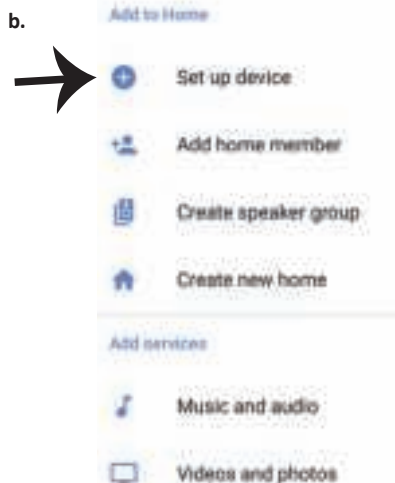 b.
Add to Home
Set up device
Add home member
Create speaker group
Create new home
Add services
Music and audio
Videos and photos